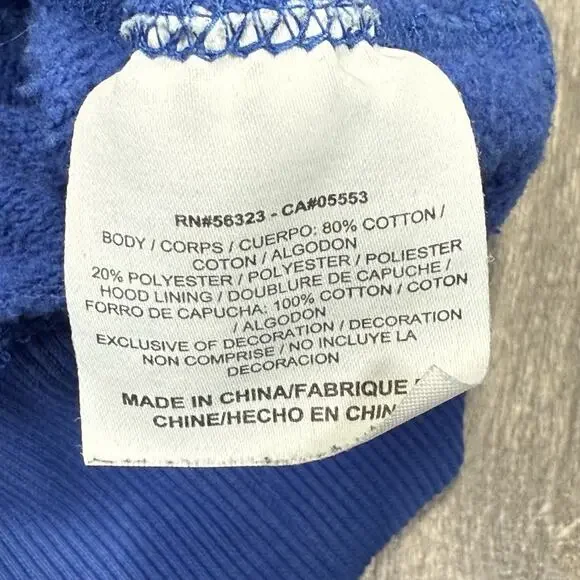 RN#56323 - CA#05553
BODY / CORPS / CUERPO: 80% COTTON /
COTON / ALGODON
20% POLYESTER / POLYESTER / POLIESTER
HOOD LINING / DOUBLURE DE CAPUCHE /
FORRO DE CAPUCHA: 100% COTTON / COTON
/ ALGODON
EXCLUSIVE OF DECORATION / DECORATION
NON COMPRISE / NO INCLUYE LA
DECORACION
MADE IN CHINA/FABRIQUE
CHINE/HECHO EN CHIN